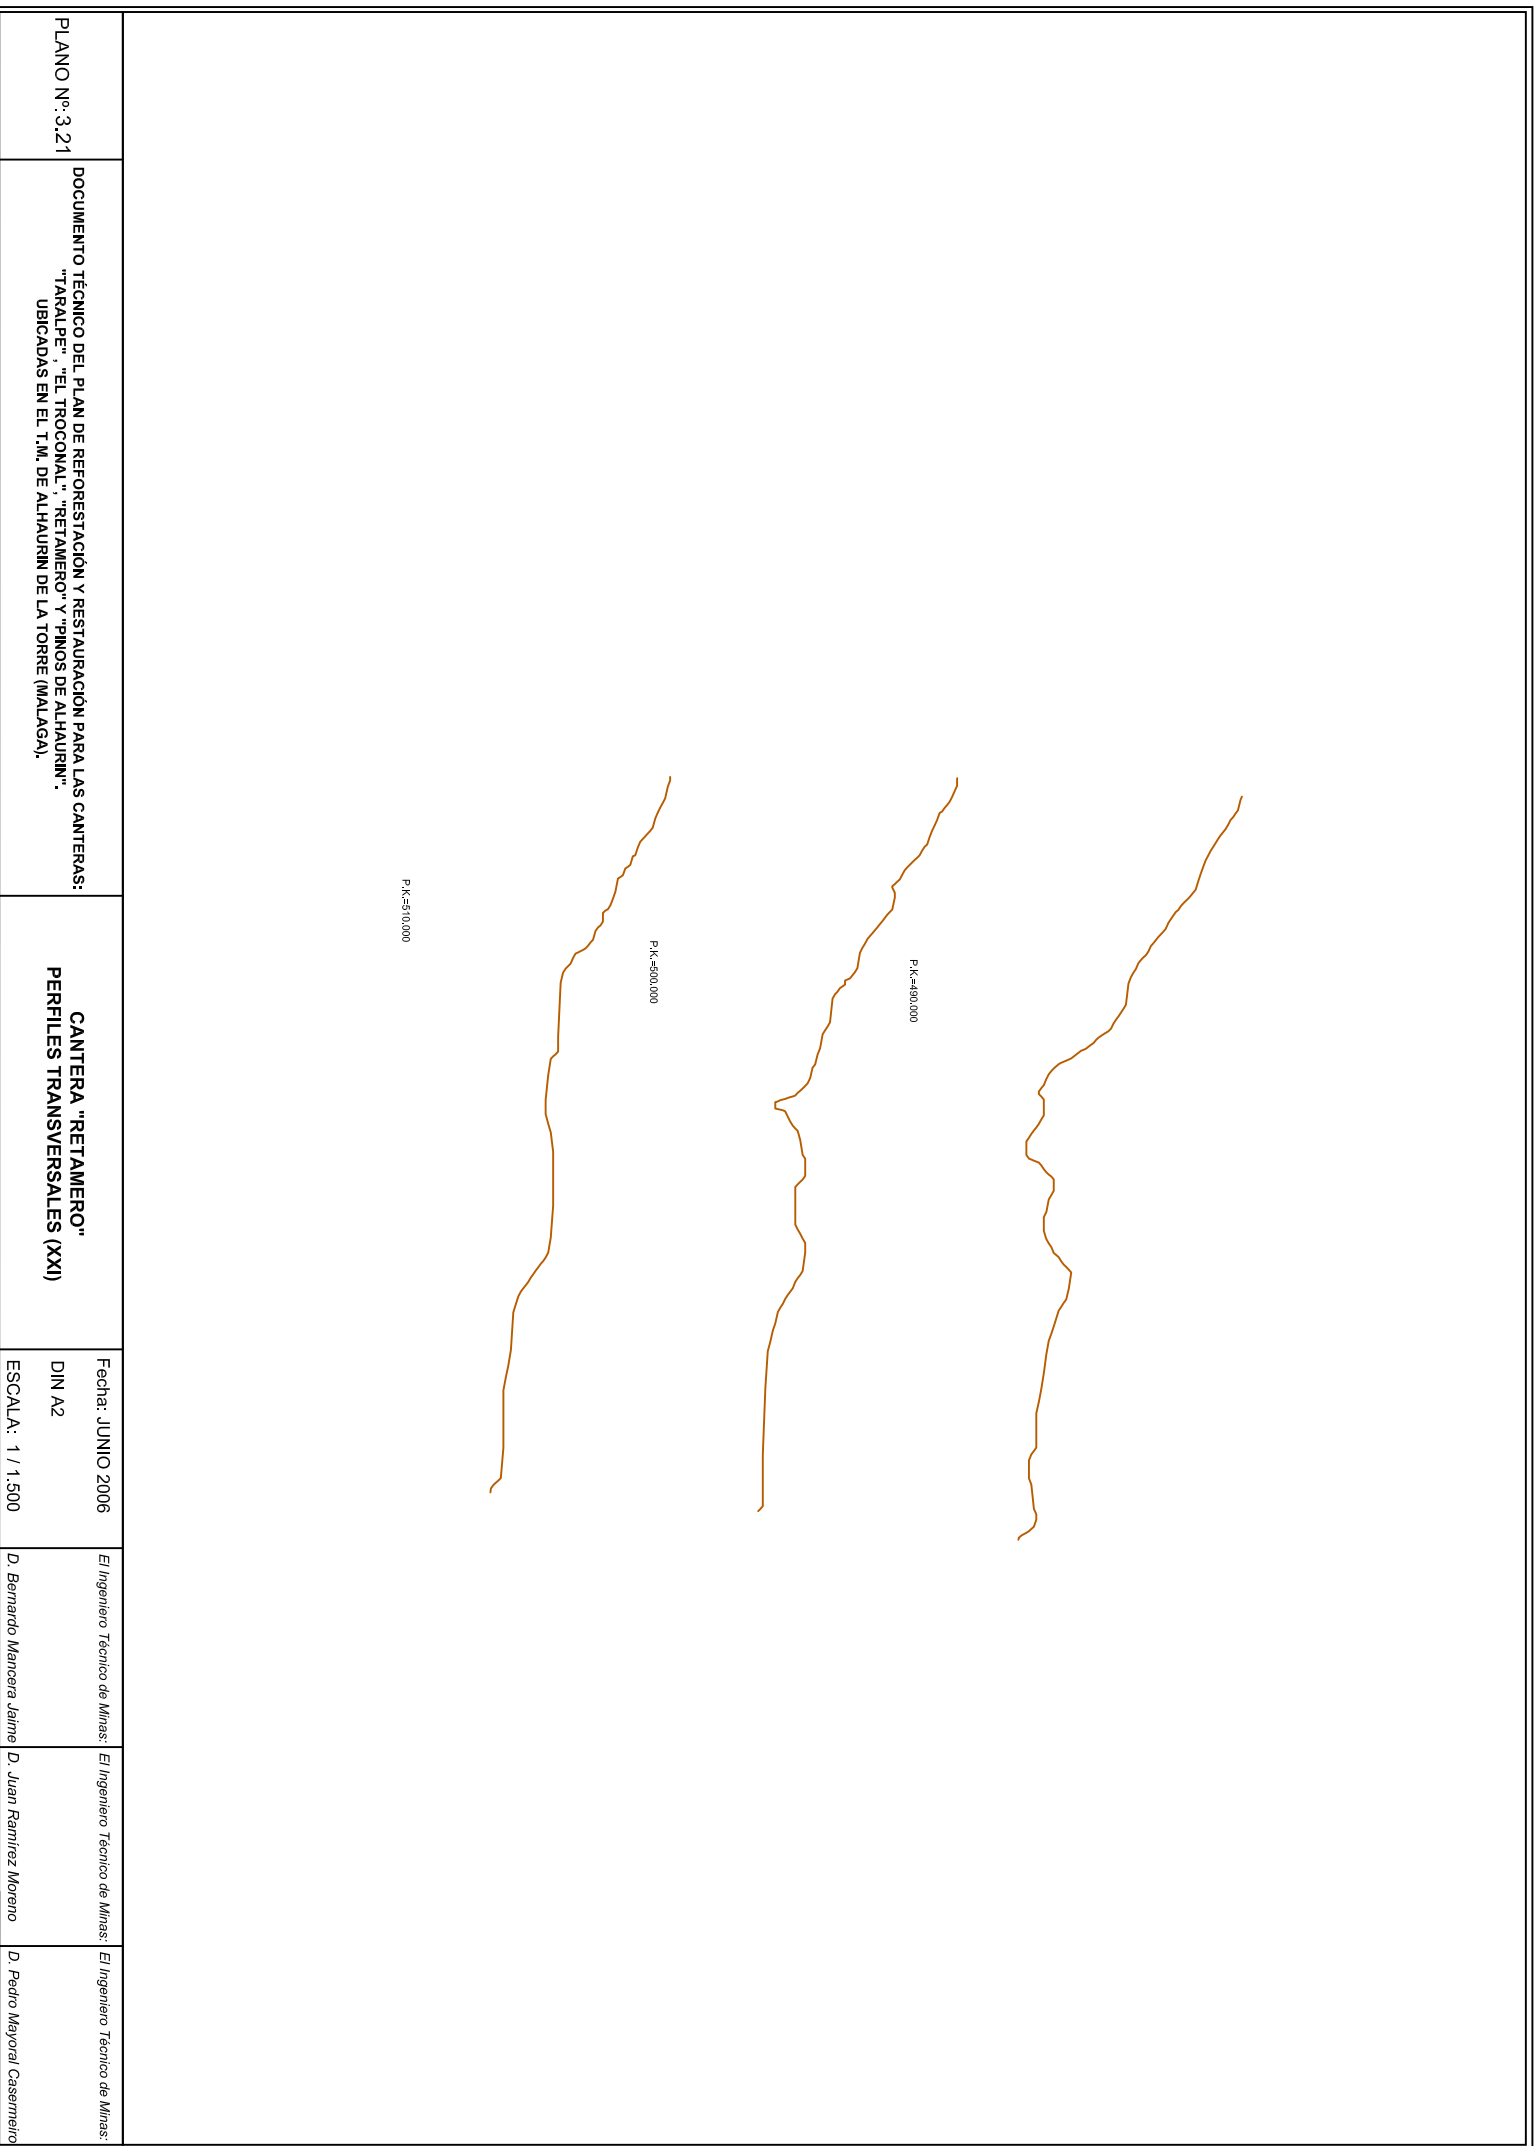 P.K.=490.000
P.K.=500.000
P.K.=510.000
PLANO Nº: 3.21
DOCUMENTO TÉCNICO DEL PLAN DE REFORESTACIÓN Y RESTAURACIÓN PARA LAS CANTERAS:
"TARALPE" , "EL TROCONAL", "RETAMERO" Y "PINOS DE ALHAURIN".
UBICADAS EN EL T.M. DE ALHAURIN DE LA TORRE (MALAGA).
CANTERA "RETAMERO"
PERFILES TRANSVERSALES (XXI)
Fecha: JUNIO 2006
DIN A2
ESCALA: 1 / 1.500
El Ingeniero Técnico de Minas:
D. Bernardo Mancera Jaime
El Ingeniero Técnico de Minas:
D. Juan Ramírez Moreno
El Ingeniero Técnico de Minas:
D. Pedro Mayoral Casermeiro